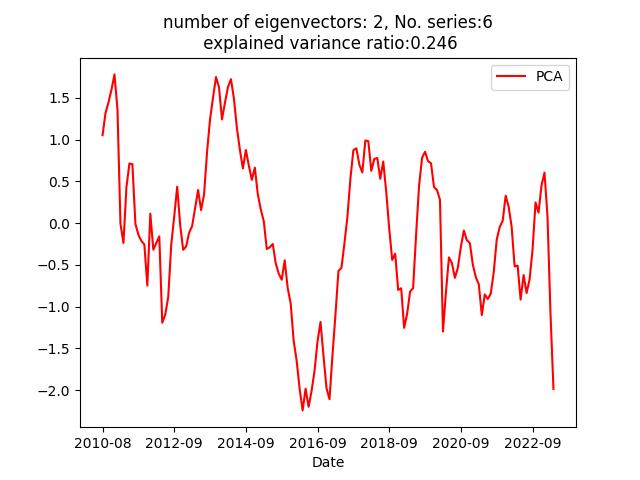 number of eigenvectors: 2, No. series:6
explained variance ratio:0.246
PCA
1.5
1.0
0.5
0.0
−0.5
−1.0
−1.5
−2.0
2010-08 2012-09 2014-09 2016-09 2018-09 2020-09 2022-09
Date